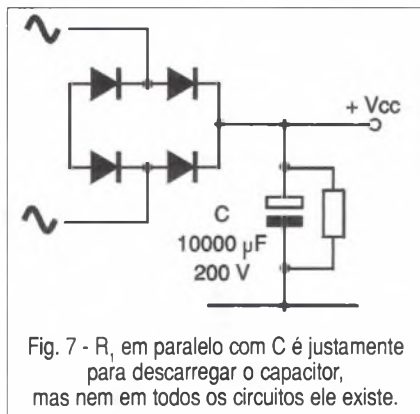 + Vcc
C
10000 µF
200 V
Fig. 7 - R, em paralelo com C é justamente
para descarregar o capacitor,
mas nem em todos os circuitos ele existe.